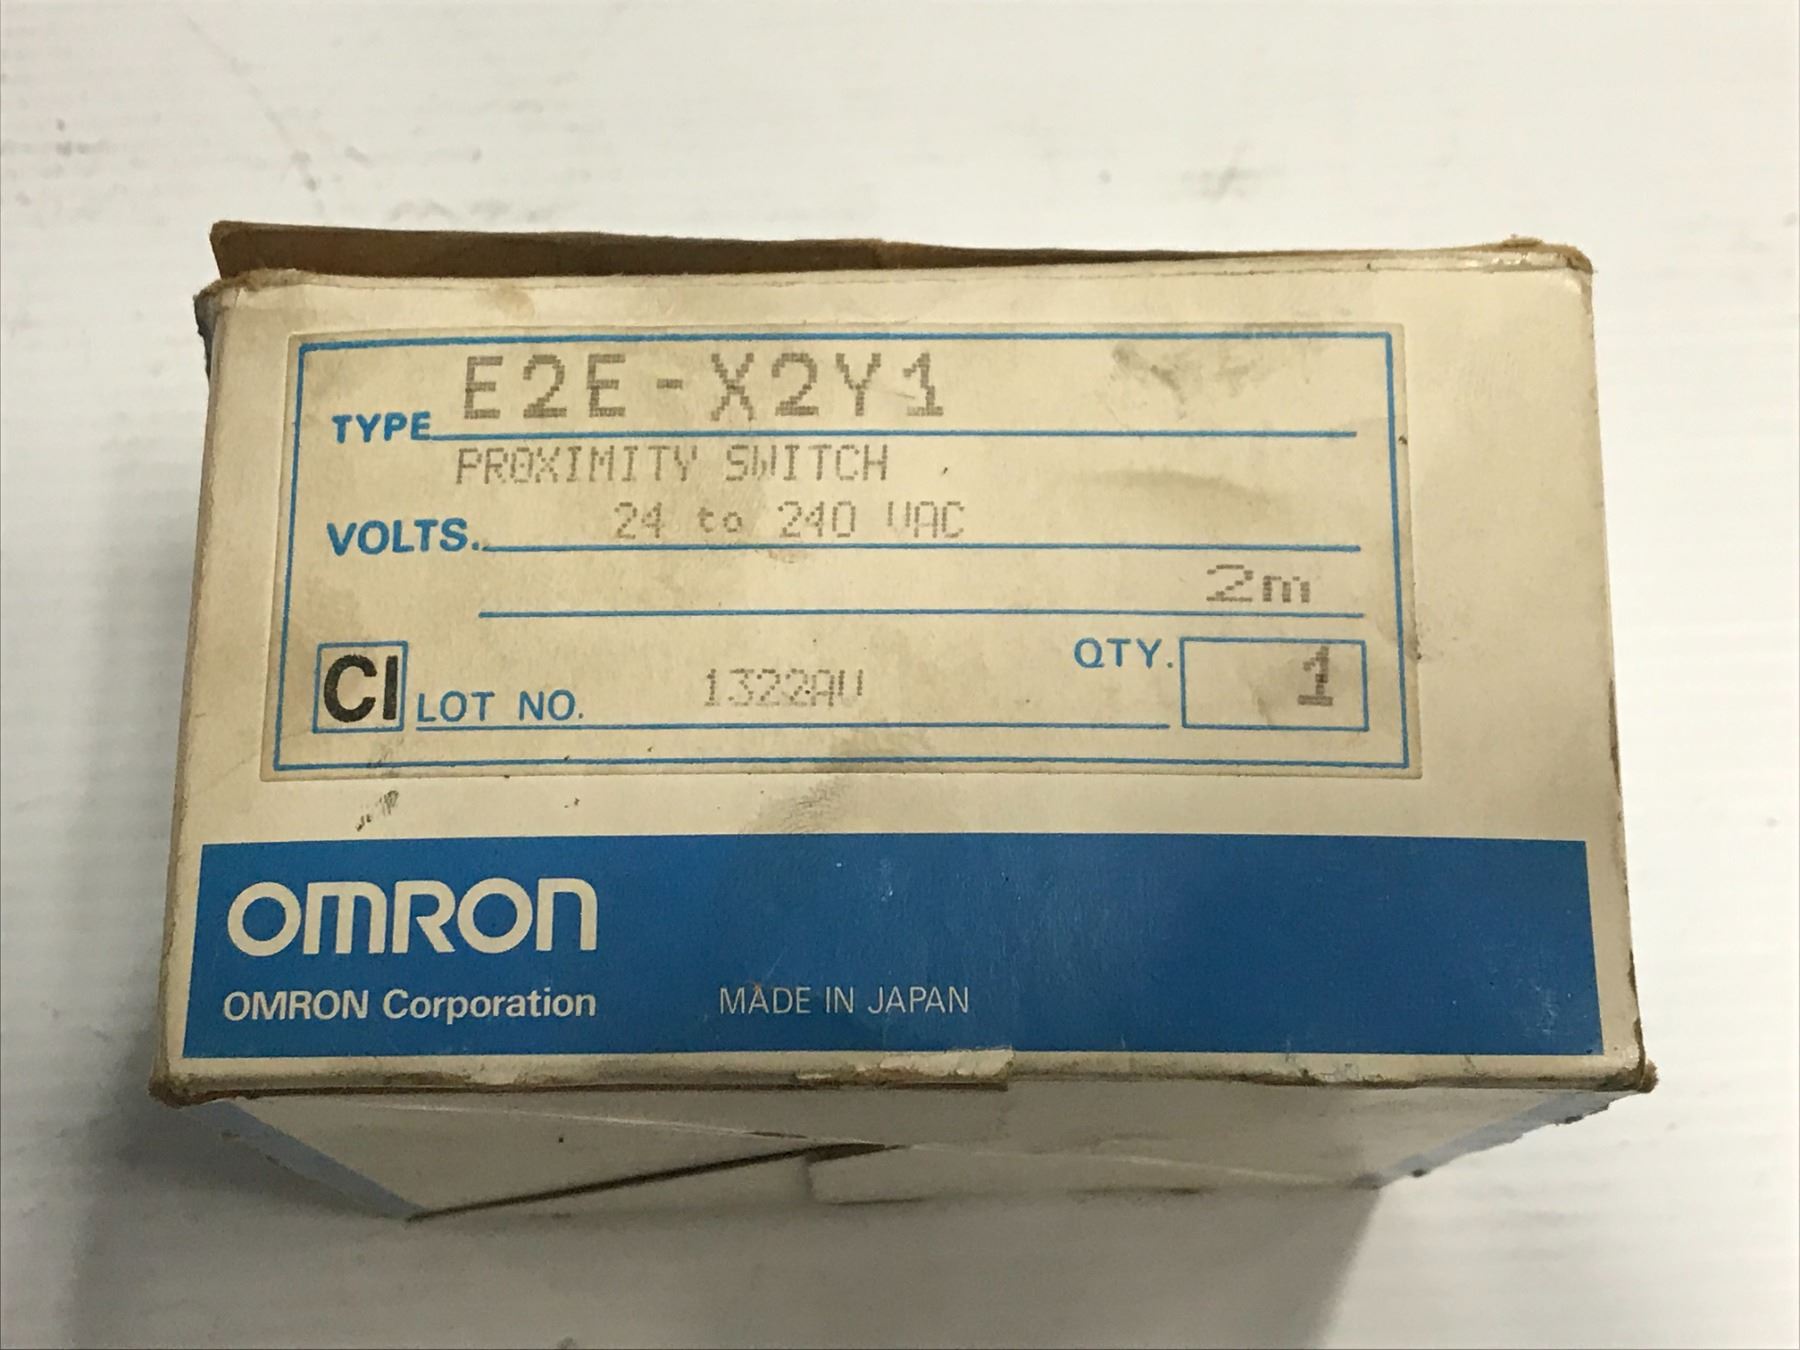 TYPE E2E-X2Y1
PROXIMITY SWITCH
VOLTS. 24 to 240 VAC
2m
CI LOT NO. 1322AU QTY. 1
OMRON
OMRON Corporation MADE IN JAPAN